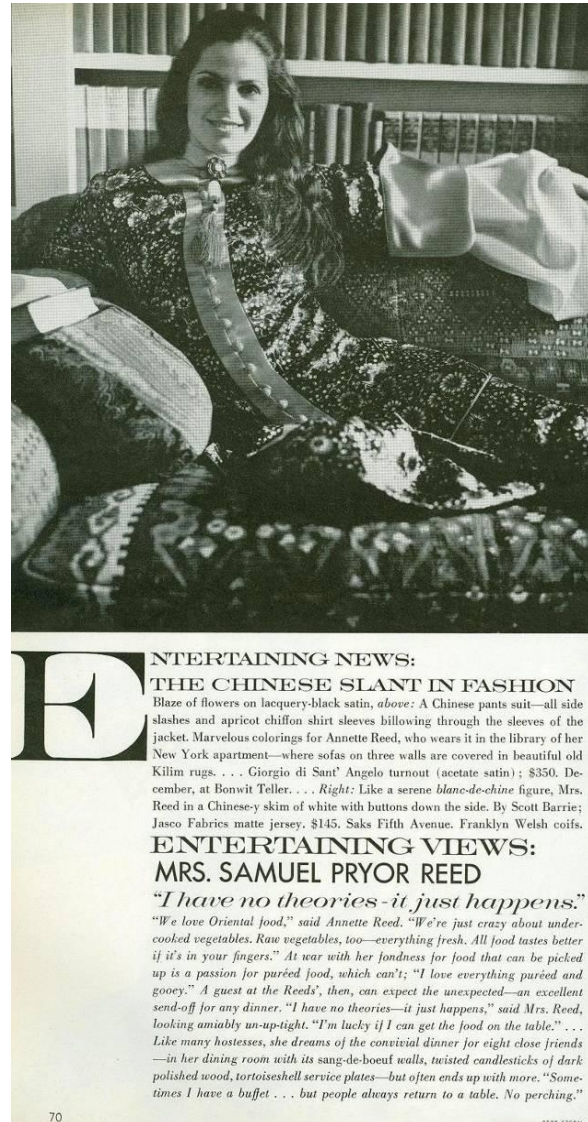 ENTERTAINING NEWS:
THE CHINESE SLANT IN FASHION
Blaze of flowers on lacquery-black satin, above: A Chinese pants suit—all side
slashes and apricot chiffon shirt sleeves billowing through the sleeves of the
jacket. Marvelous colorings for Annette Reed, who wears it in the library of her
New York apartment—where sofas on three walls are covered in beautiful old
Kilim rugs. . . . Giorgio di Sant' Angelo turnout (acetate satin); $350. De-
cember, at Bonwit Teller. . . . Right: Like a serene blanc-de-chine figure, Mrs.
Reed in a Chinese-y skim of white with buttons down the side. By Scott Barrie;
Jasco Fabrics matte jersey. $145. Saks Fifth Avenue. Franklyn Welsh coifs.
ENTERTAINING VIEWS:
MRS. SAMUEL PRYOR REED
"I have no theories - it just happens."
"We love Oriental food," said Annette Reed. "We're just crazy about under-
cooked vegetables. Raw vegetables, too—everything fresh. All food tastes better
if it's in your fingers." At war with her fondness for food that can be picked
up is a passion for puréed food, which can't; "I love everything puréed and
gooey." A guest at the Reeds', then, can expect the unexpected—an excellent
send-off for any dinner. "I have no theories—it just happens," said Mrs. Reed,
looking amiably un-up-tight. "I'm lucky if I can get the food on the table." . . .
Like many hostesses, she dreams of the convivial dinner for eight close friends
—in her dining room with its sang-de-boeuf walls, twisted candlesticks of dark
polished wood, tortoiseshell service plates—but often ends up with more. "Some-
times I have a buffet . . . but people always return to a table. No perching."
70